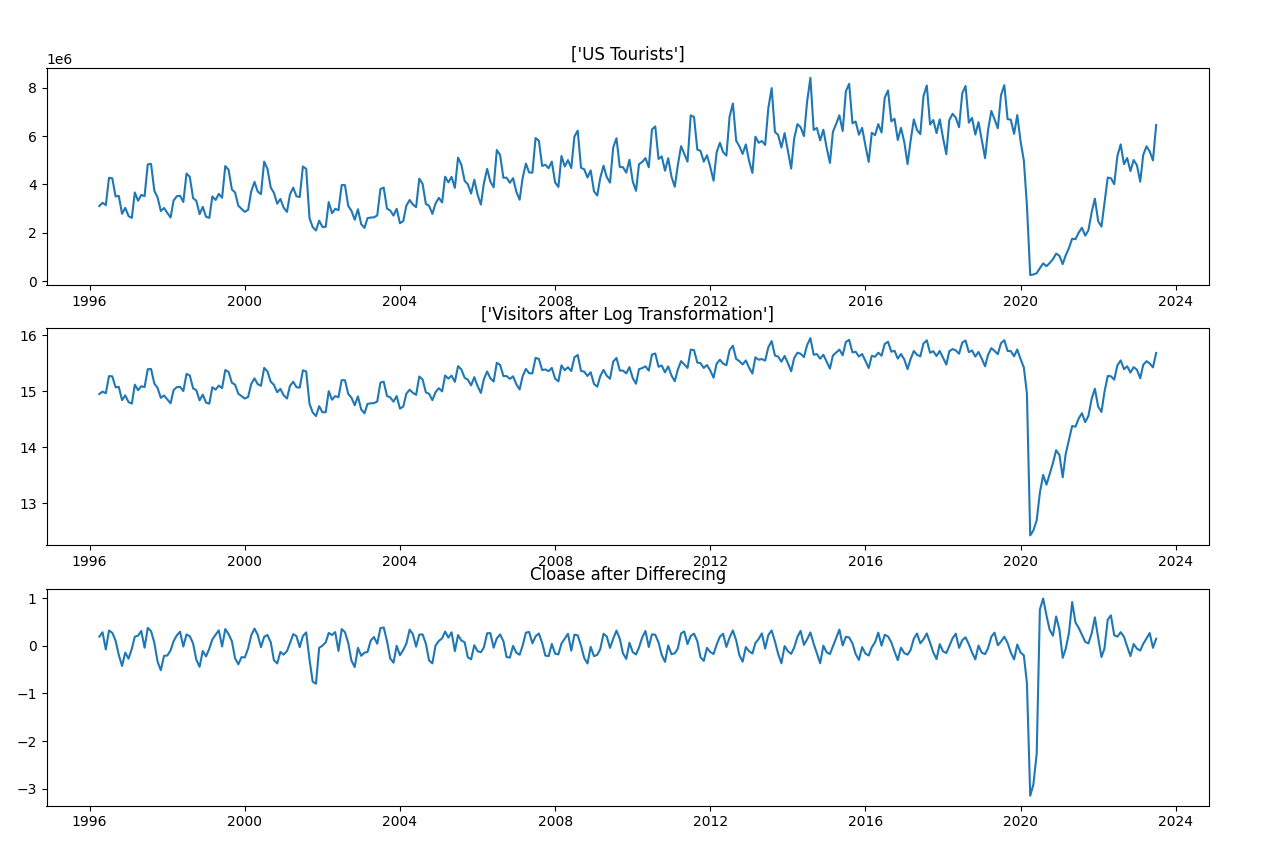 ['US Tourists']
1e6
8
6
4
2
0
1996 2000 2004 2008 2012 2016 2020 2024
['Visitors after Log Transformation']
16
15
14
13
1996 2000 2004 2008 2012 2016 2020 2024
Cloase after Differecing
1
0
−1
−2
−3
1996 2000 2004 2008 2012 2016 2020 2024